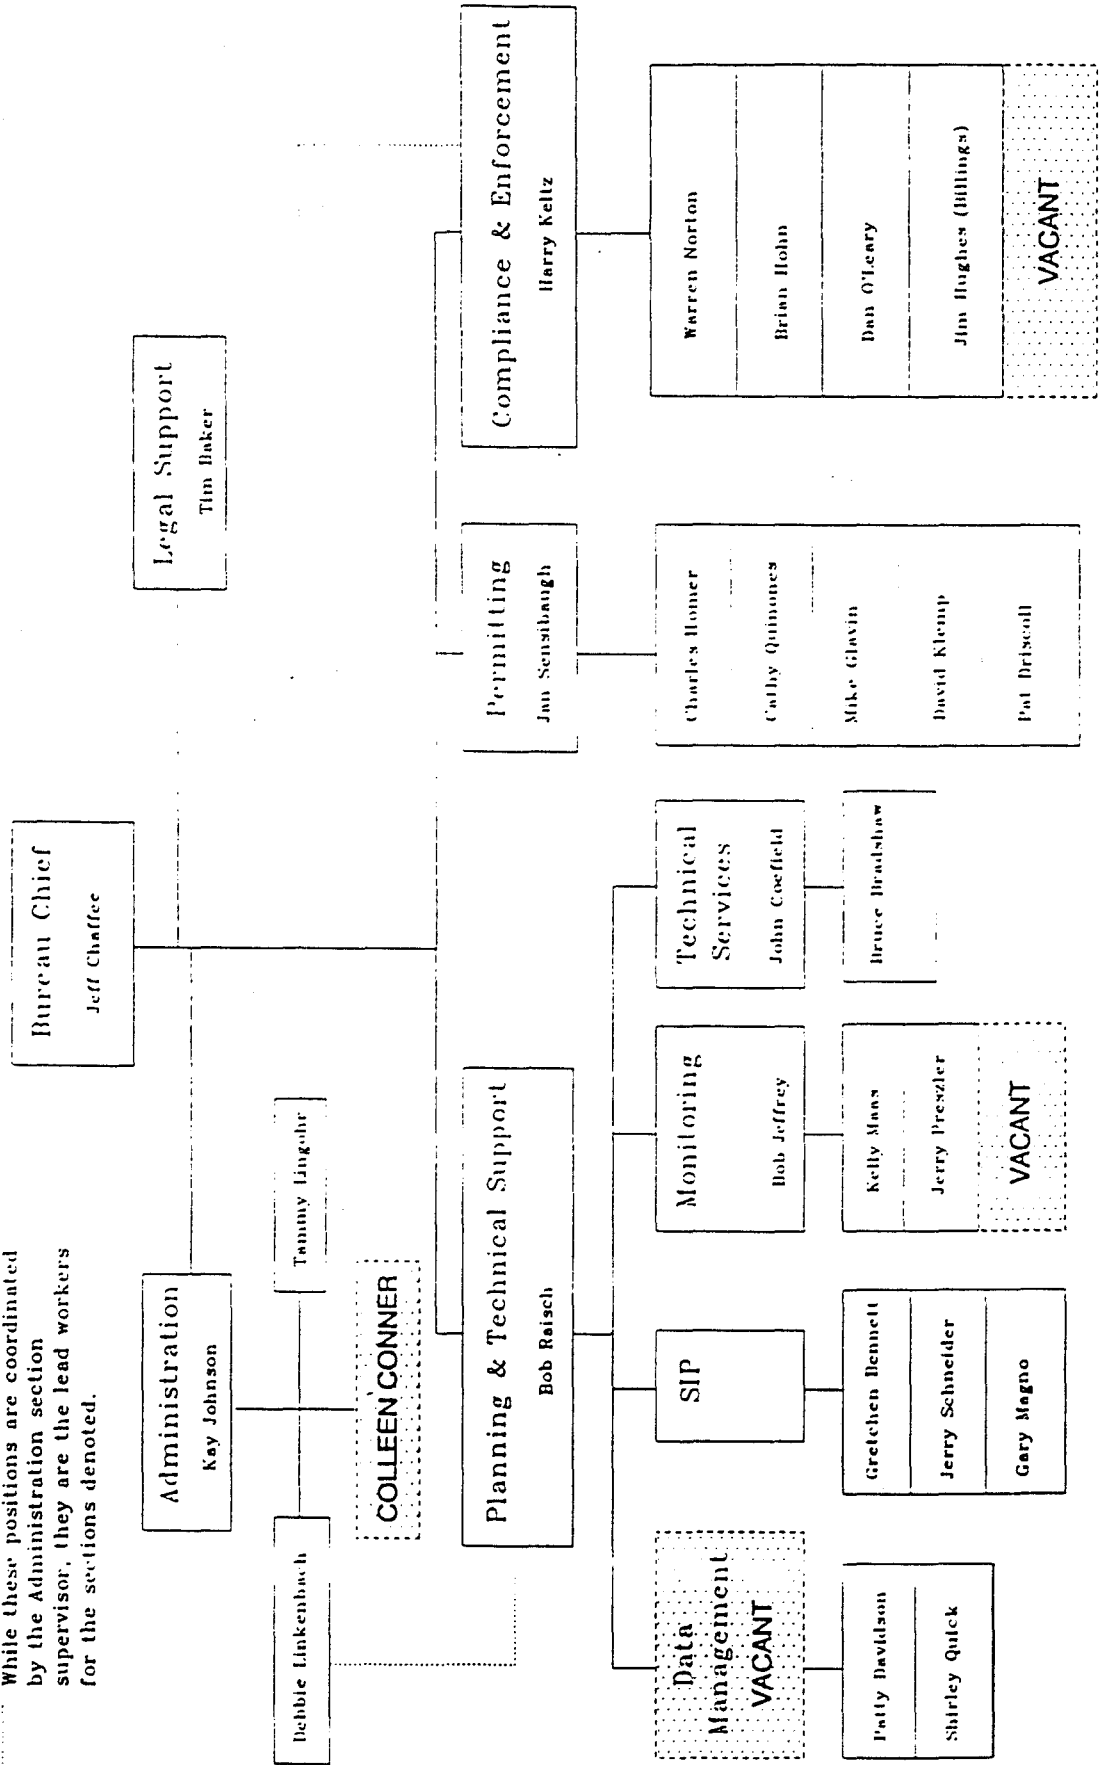 While these positions are coordinated
by the Administration section
supervisor, they are the lead workers
for the sections denoted.
Bureau Chief
Jeff Chaffee
Administration
Kay Johnson
Legal Support
Tim Baker
Debbie Linkenbach
Tammy Lingohr
COLLEEN CONNER
Planning & Technical Support
Bob Raisch
Permitting
Jan Sensibaugh
Compliance & Enforcement
Harry Keltz
Data
Management
VACANT
SIP
Monitoring
Bob Jeffrey
Technical
Services
John Coefield
Charles Homer
Cathy Quinones
Mike Glavin
David Klemp
Pat Driscoll
Warren Norton
Brian Hohn
Dan O'Leary
Jim Hughes (Billings)
VACANT
Patty Davidson
Shirley Quick
Gretchen Bennett
Jerry Schneider
Gary Magno
Kelly Maas
Jerry Preszler
VACANT
Bruce Bradshaw